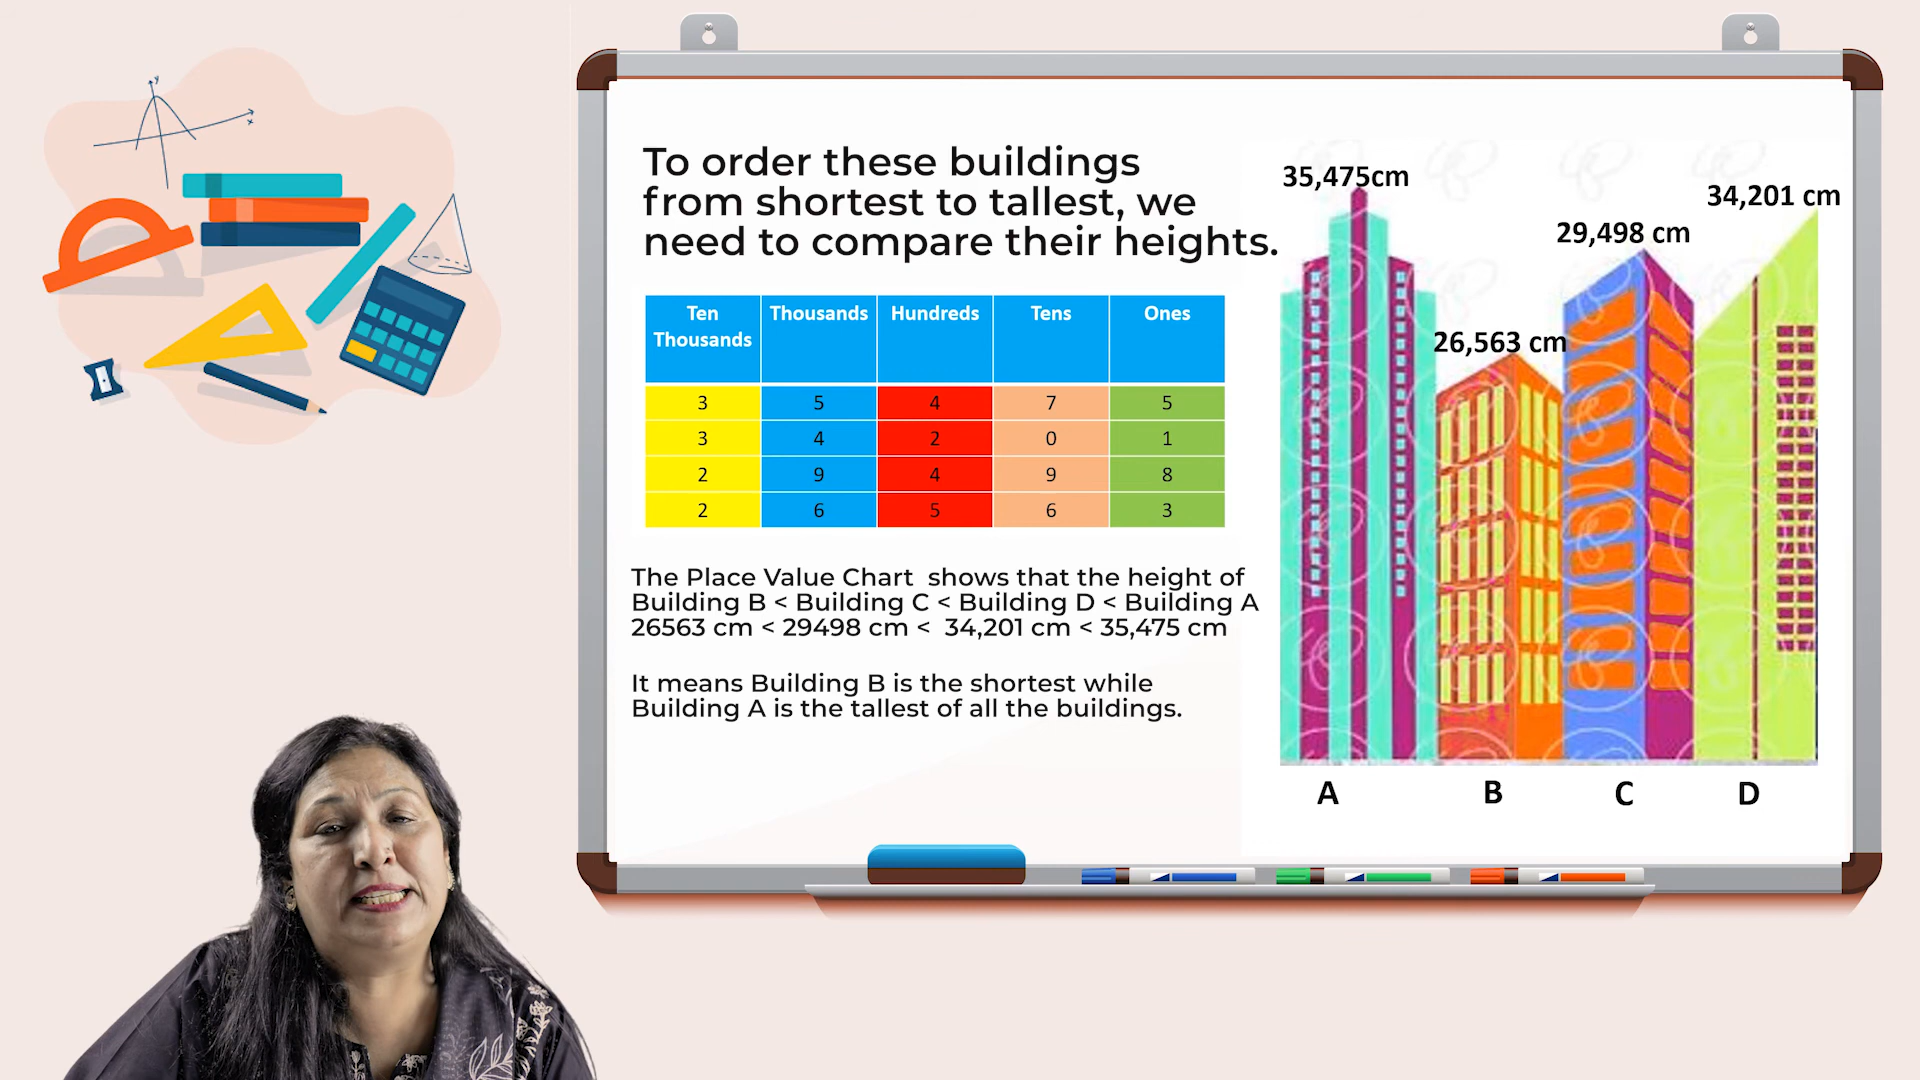 To order these buildings
from shortest to tallest, we
need to compare their heights.
Ten Thousands Thousands Hundreds Tens Ones
3 5 4 7 5
3 4 2 0 1
2 9 4 9 8
2 6 5 6 3
The Place Value Chart shows that the height of
Building B < Building C < Building D < Building A
26563 cm < 29498 cm < 34,201 cm < 35,475 cm
It means Building B is the shortest while
Building A is the tallest of all the buildings.
35,475cm
26,563 cm
29,498 cm
34,201 cm
A B C D
y
x